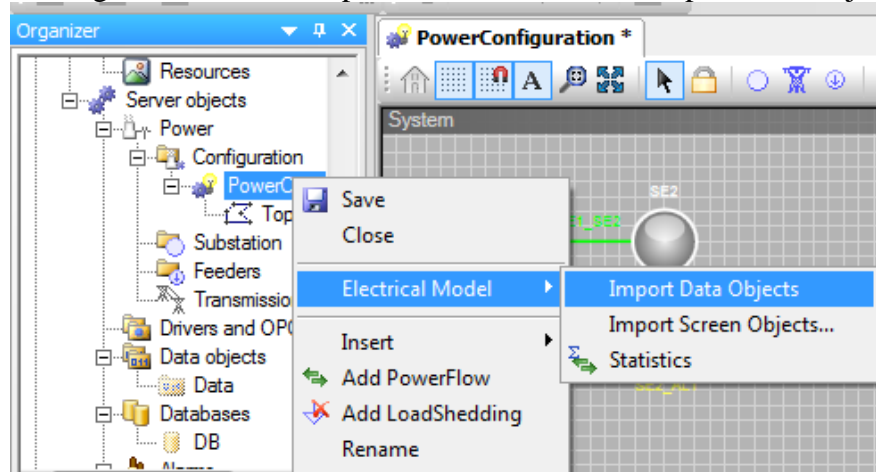 Organizer
PowerConfiguration *
Resources
Server objects
Power
Configuration
PowerC
Top
Substation
Feeders
Transmissio
Drivers and OPC
Data objects
Data
Databases
DB
A
System
SE2
Save
Close
Electrical Model
Insert
Add PowerFlow
Add LoadShedding
Rename
Import Data Objects
Import Screen Objects...
Statistics